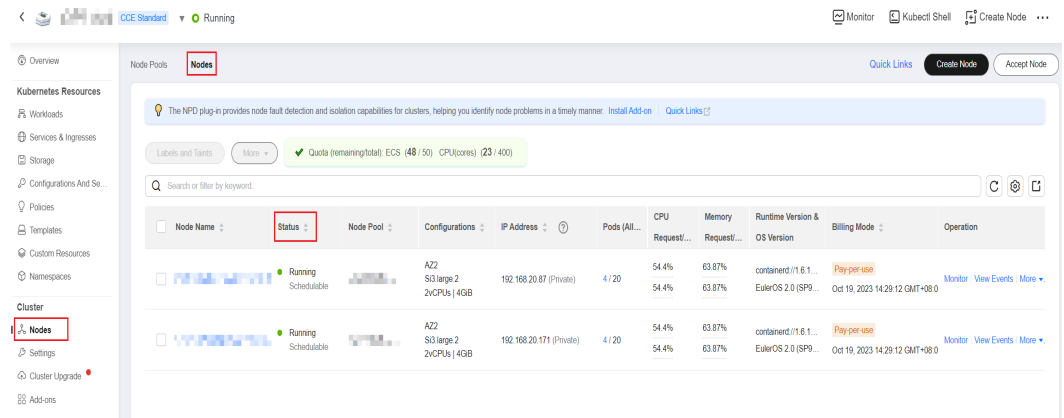 CCE Standard ▾ Running Monitor Kubectl Shell Create Node ...
Overview
Kubernetes Resources
Workloads
Services & Ingresses
Storage
Configurations And Se...
Policies
Templates
Custom Resources
Namespaces
Cluster
Nodes
Settings
Cluster Upgrade
Add-ons
Node Pools Nodes Quick Links Create Node Accept Node
The NPD plug-in provides node fault detection and isolation capabilities for clusters, helping you identify node problems in a timely manner. Install Add-on Quick Links
Labels and Taints More Quota (remaining/total): ECS (48 / 50) CPU(cores) (23 / 400)
Search or filter by keyword.
Node Name Status Node Pool Configurations IP Address Pods (All... CPU Request/... Memory Request/... Runtime Version & OS Version Billing Mode Operation
Running Schedulable AZ2 Si3.large.2 2vCPUs | 4GiB 192.168.20.87 (Private) 4 / 20 54.4% 54.4% 63.87% 63.87% containerd://1.6.1... EulerOS 2.0 (SP9... Pay-per-use Oct 19, 2023 14:29:12 GMT+08:0 Monitor View Events More
Running Schedulable AZ2 Si3.large.2 2vCPUs | 4GiB 192.168.20.171 (Private) 4 / 20 54.4% 54.4% 63.87% 63.87% containerd://1.6.1... EulerOS 2.0 (SP9... Pay-per-use Oct 19, 2023 14:29:12 GMT+08:0 Monitor View Events More